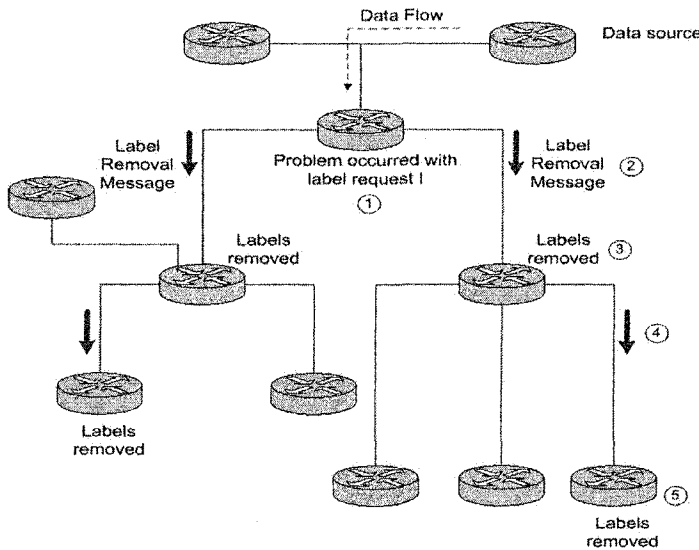 Data Flow
Data source
Label
Removal
Message
Problem occurred with
label request I
1
Label
Removal
Message
2
Labels
removed
Labels
removed
3
4
Labels
removed
5
Labels
removed